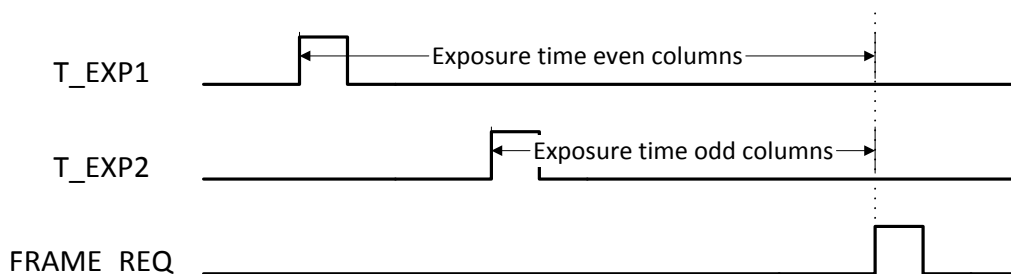 T_EXP1
Exposure time even columns
T_EXP2
Exposure time odd columns
FRAME_REQ